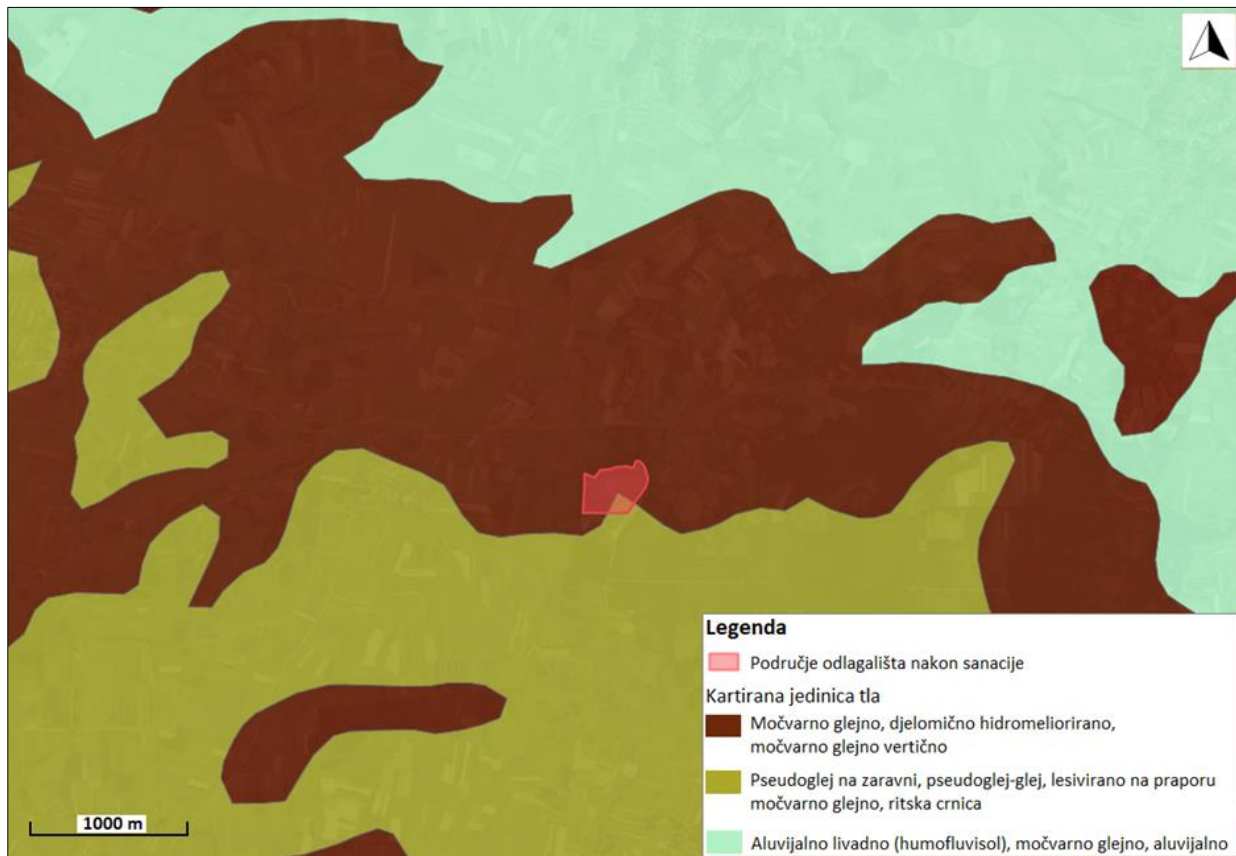 Legenda
Područje odlagališta nakon sanacije
Kartirana jedinica tla
Močvarno glejno, djelomično hidromeliorirano,
močvarno glejno vertično
Pseudoglej na zaravni, pseudoglej-glej, lesivirano na praporu
močvarno glejno, ritska crnica
Aluvijalno livadno (humofluvisol), močvarno glejno, aluvijalno
1000 m